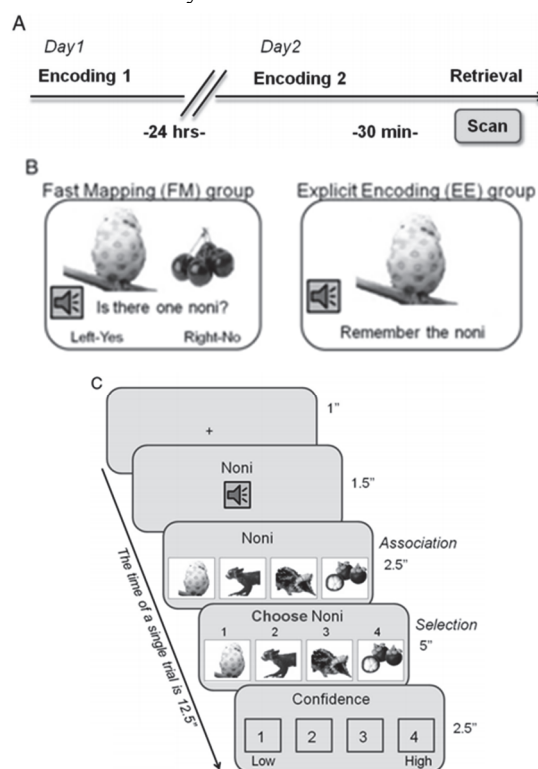 A
Day1 Day2
Encoding 1 Encoding 2 Retrieval
-24 hrs- -30 min- Scan
B
Fast Mapping (FM) group Explicit Encoding (EE) group
Is there one noni?
Left-Yes Right-No
Remember the noni
C
+
1”
Noni
1.5”
Noni
Association
2.5”
Choose Noni
1 2 3 4
Selection
5”
Confidence
1 2 3 4
Low High
2.5”
The time of a single trial is 12.5”